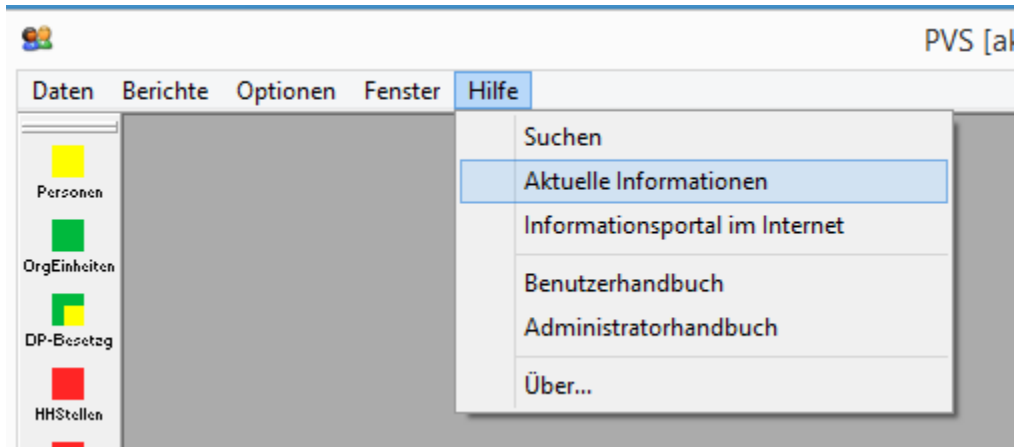 PVS [ak
Daten Berichte Optionen Fenster Hilfe
Suchen
Aktuelle Informationen
Informationsportal im Internet
Benutzerhandbuch
Administratorhandbuch
Über...
Personen
OrgEinheiten
DP-Besetzg
HHStellen